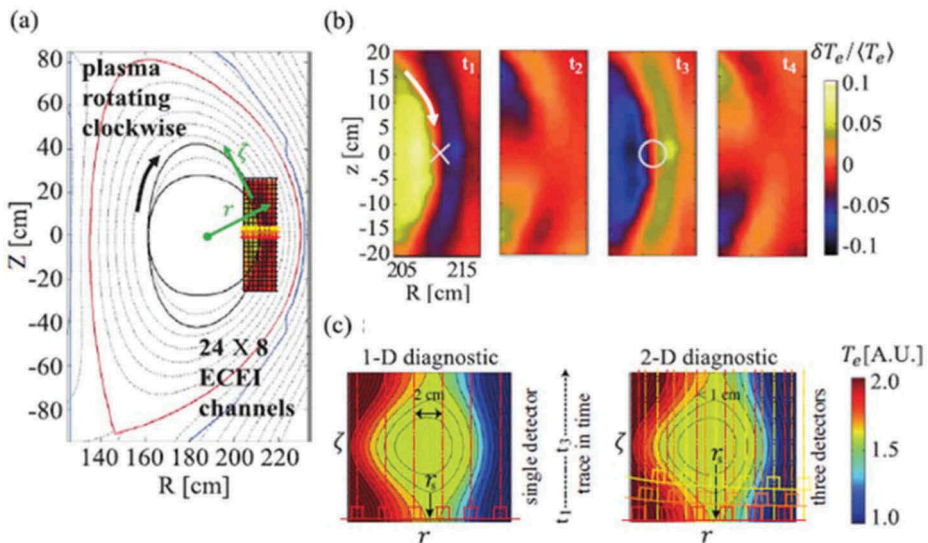 (a)
plasma
rotating
clockwise
ζ
r
24 X 8
ECEI
channels
80
60
40
20
0
-20
-40
-60
-80
Z [cm]
140 160 180 200 220
R [cm]
(b)
t1
t2
t3
t4
20
15
10
5
0
-5
-10
-15
-20
z [cm]
205 215
R [cm]
δTe / ⟨Te⟩
0.1
0.05
0
-0.05
-0.1
(c)
1-D diagnostic
2 cm
rs
ζ
r
single detector
t1 t3
trace in time
2-D diagnostic
< 1 cm
rs
ζ
r
three detectors
Te [A.U.]
2.0
1.5
1.0